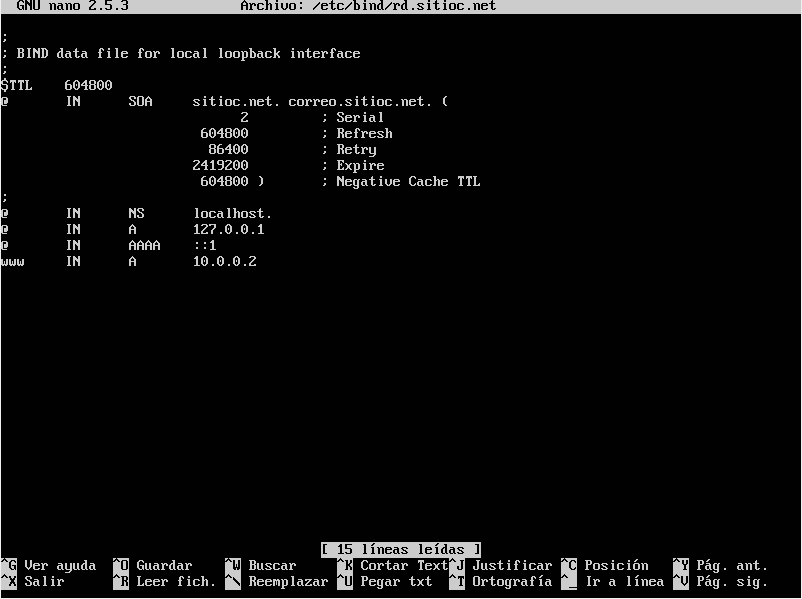 GNU nano 2.5.3 Archivo: /etc/bind/rd.sitioc.net
;
; BIND data file for local loopback interface
;
$TTL 604800
@ IN SOA sitioc.net. correo.sitioc.net. (
2 ; Serial
604800 ; Refresh
86400 ; Retry
2419200 ; Expire
604800 ) ; Negative Cache TTL
;
@ IN NS localhost.
@ IN A 127.0.0.1
@ IN AAAA ::1
www IN A 10.0.0.2
[ 15 líneas leídas ]
^G Ver ayuda ^O Guardar ^W Buscar ^K Cortar Text ^J Justificar ^C Posición ^Y Pág. ant.
^X Salir ^R Leer fich. ^\ Reemplazar ^U Pegar txt ^T Ortografía ^_ Ir a línea ^V Pág. sig.